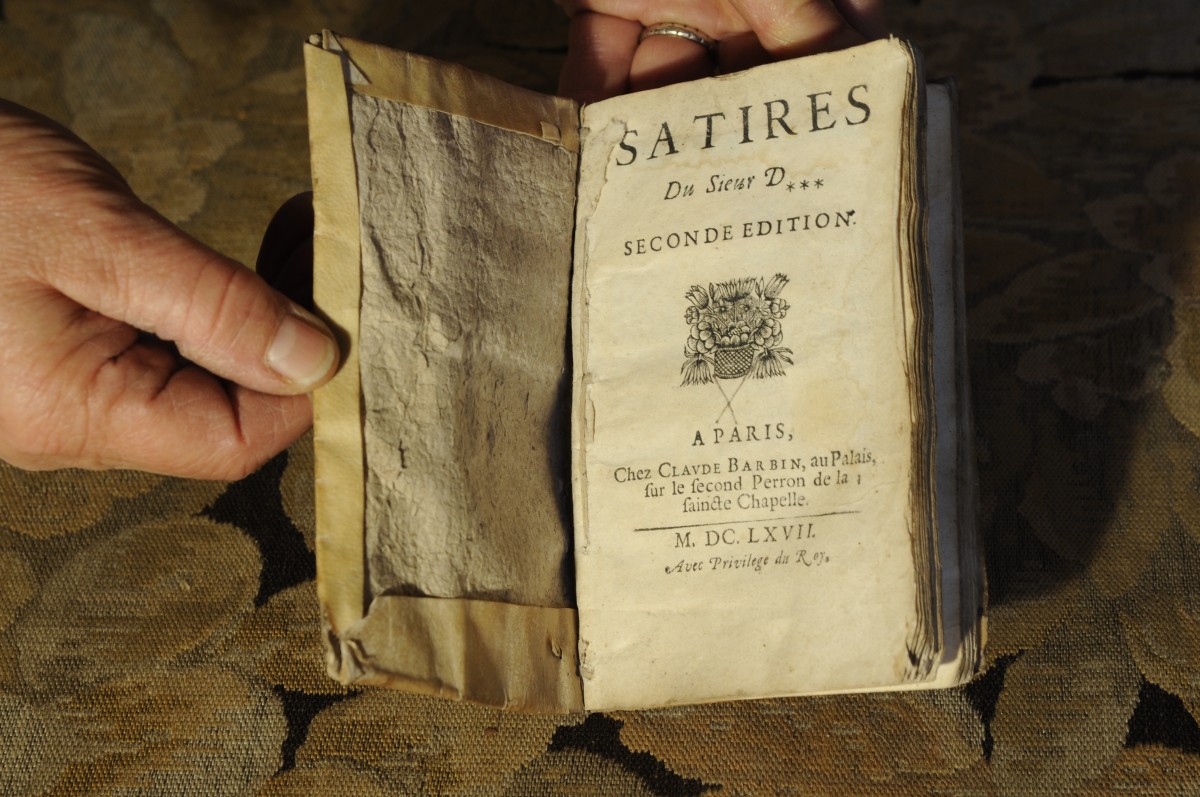 SATIRES
Du Sieur D***
SECONDE EDITION.
A PARIS,
Chez CLAVDE BARBIN, au Palais,
ſur le ſecond Perron de la
ſaincte Chapelle.
M. DC. LXVII.
Avec Privilege du Roy.